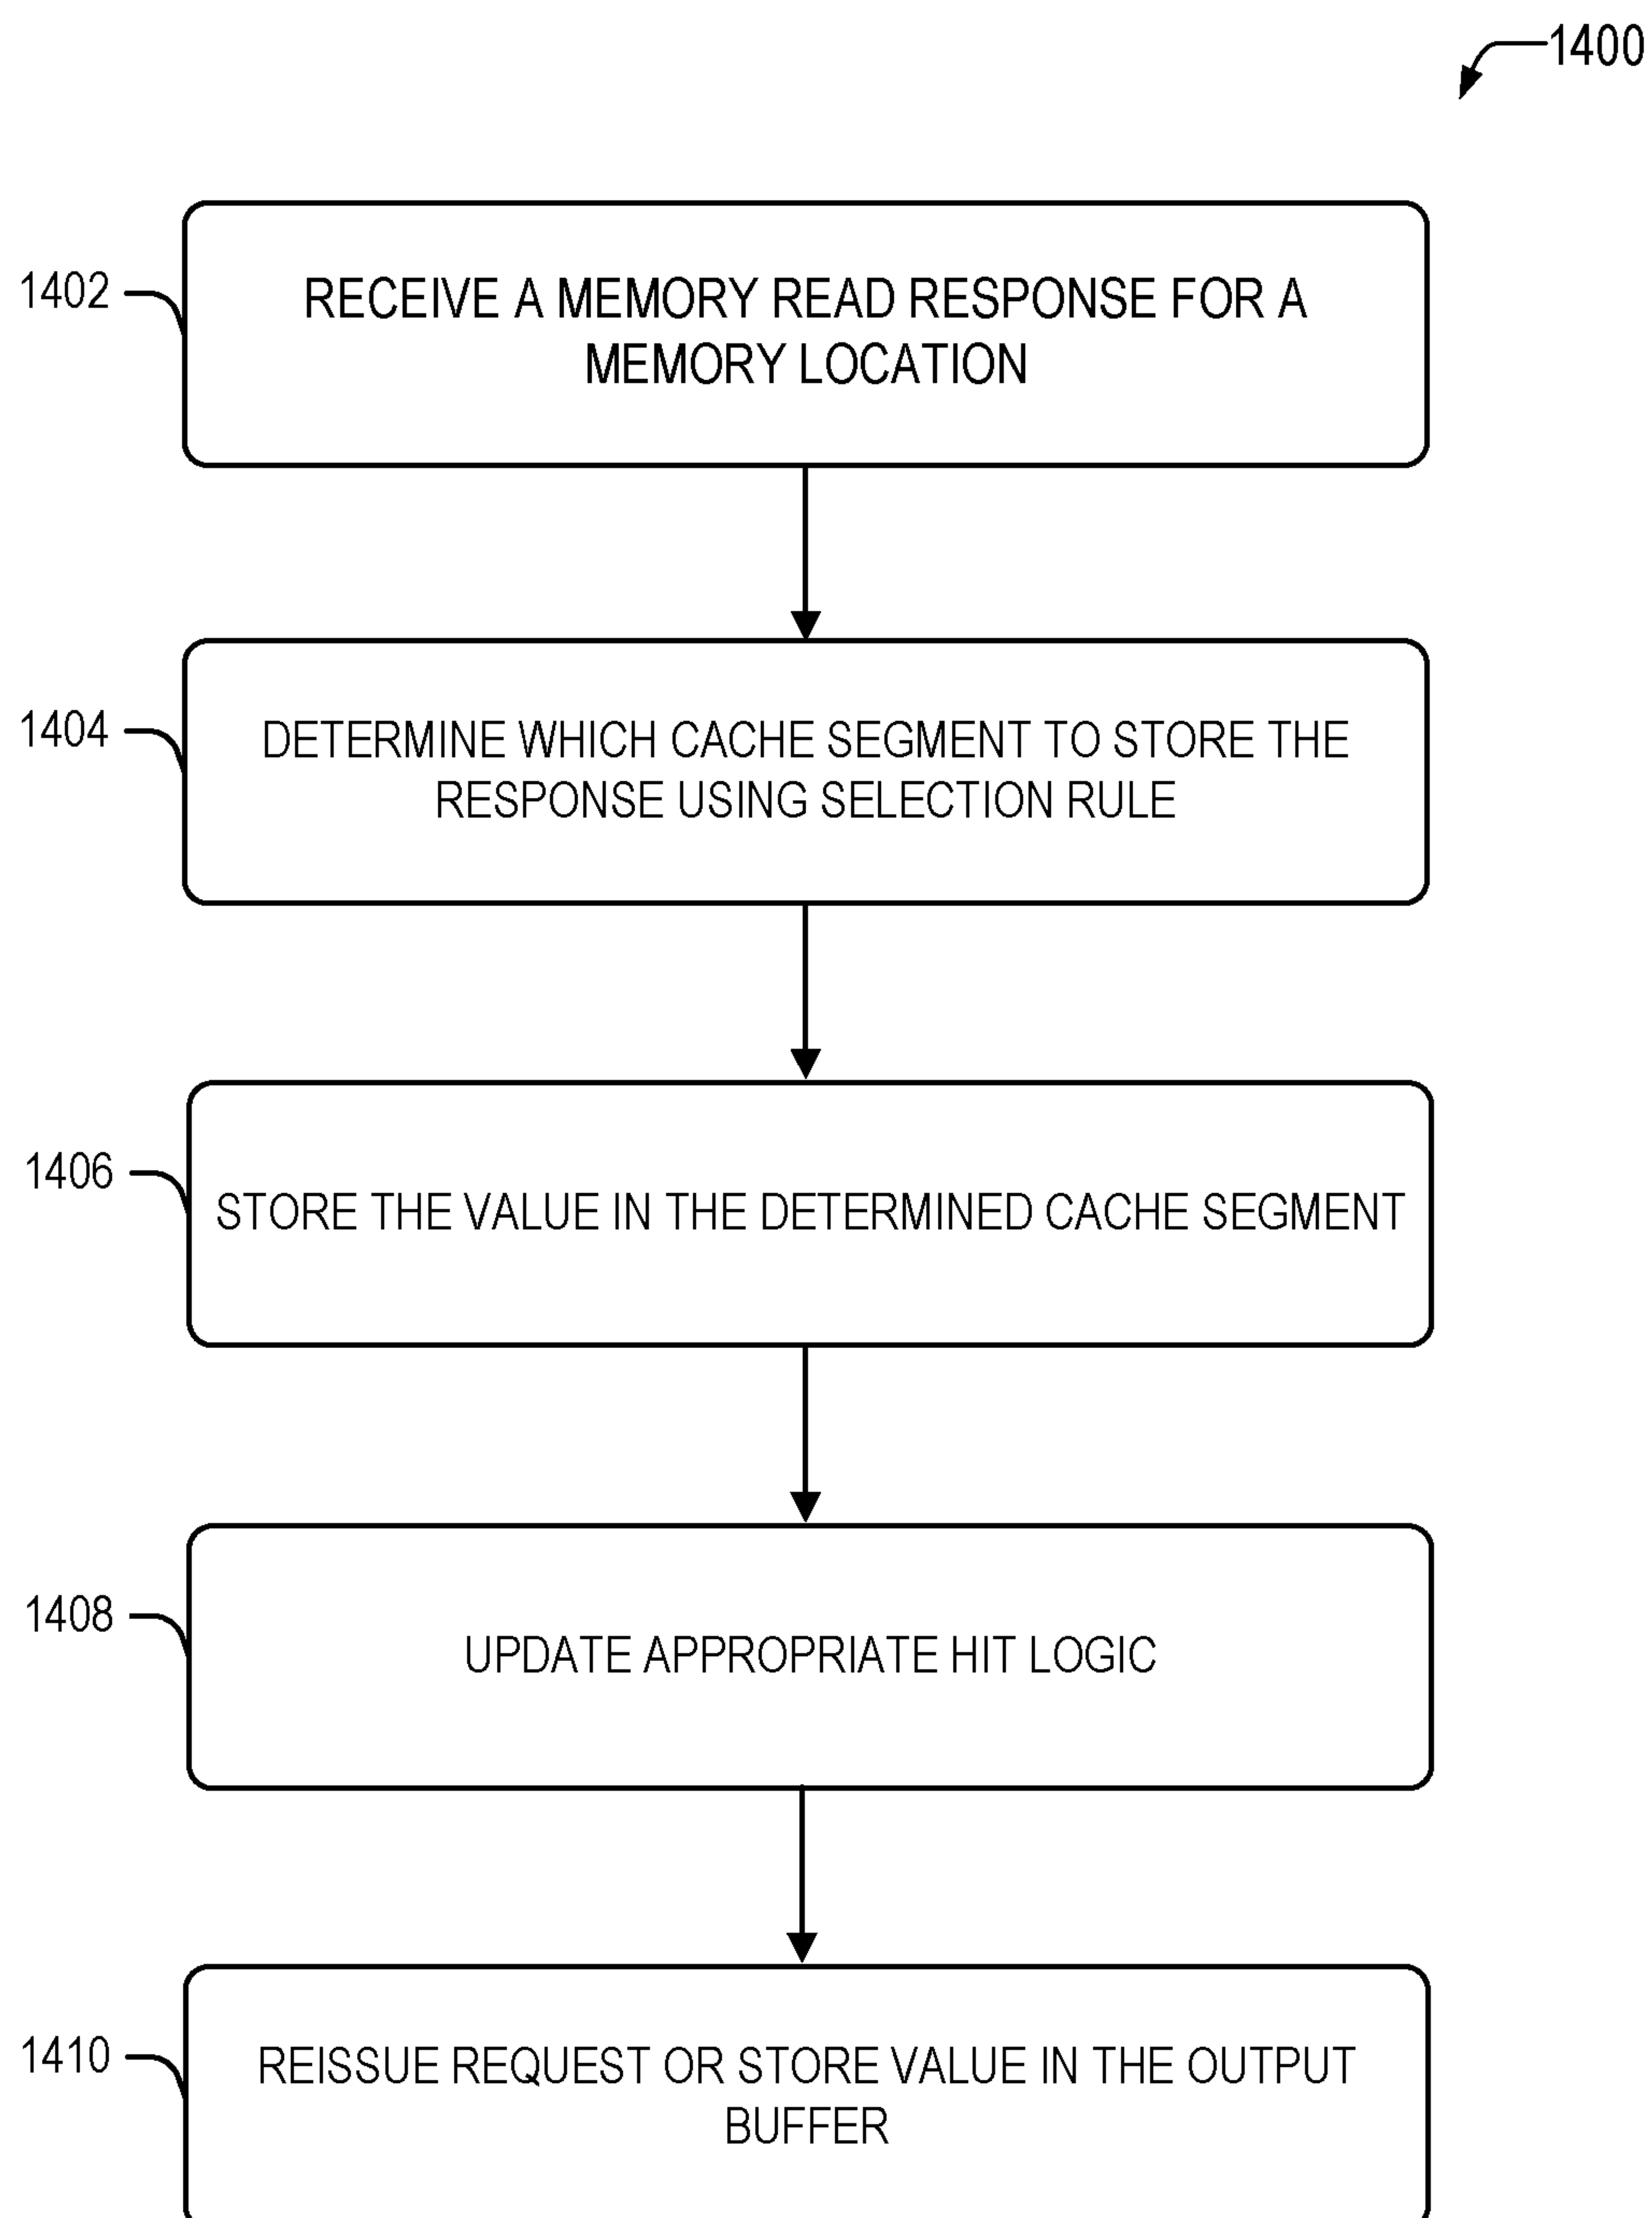 1400
1402
RECEIVE A MEMORY READ RESPONSE FOR A
MEMORY LOCATION
1404
DETERMINE WHICH CACHE SEGMENT TO STORE THE
RESPONSE USING SELECTION RULE
1406
STORE THE VALUE IN THE DETERMINED CACHE SEGMENT
1408
UPDATE APPROPRIATE HIT LOGIC
1410
REISSUE REQUEST OR STORE VALUE IN THE OUTPUT
BUFFER